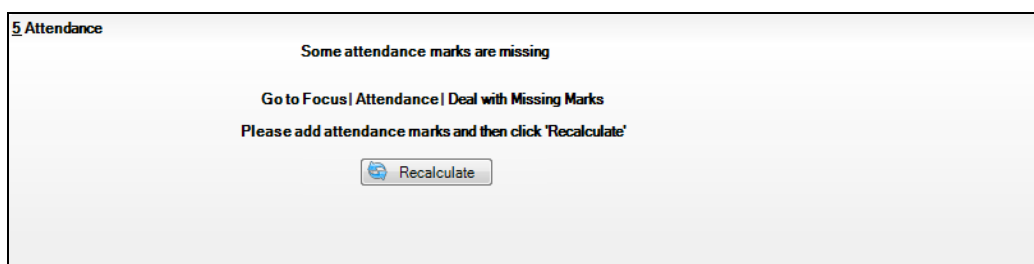 5 Attendance
Some attendance marks are missing
Go to Focus| Attendance| Deal with Missing Marks
Please add attendance marks and then click 'Recalculate'
Recalculate